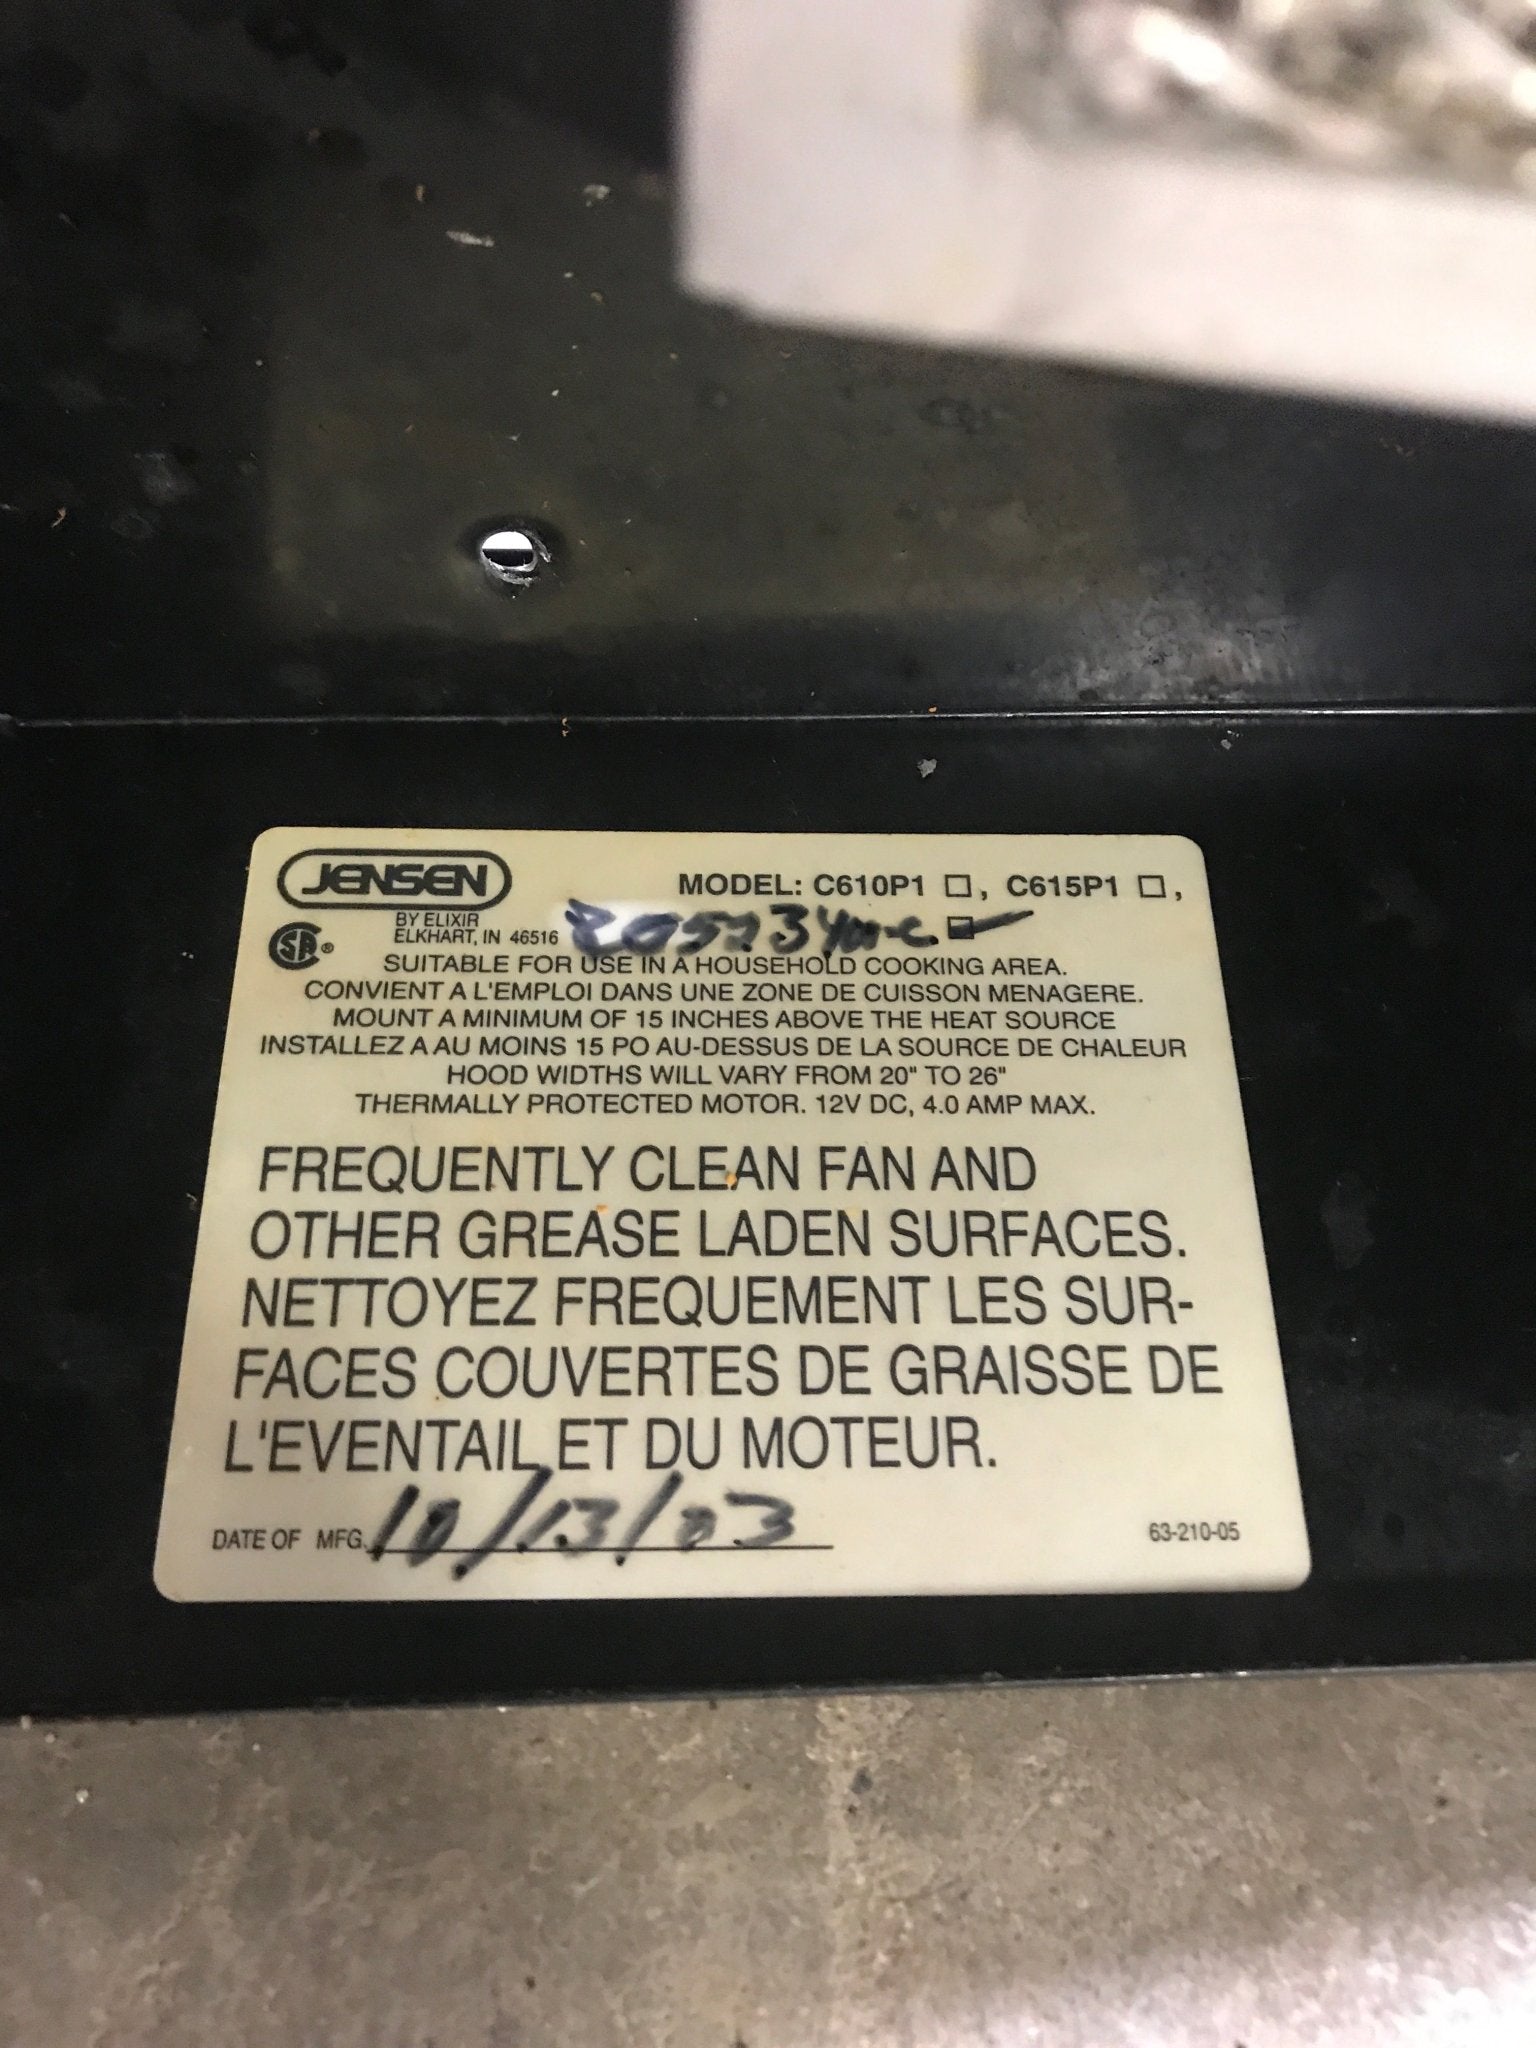 JENSEN
BY ELIXIR
ELKHART, IN 46516
MODEL: C610P1 ☐, C615P1 ☐,
SUITABLE FOR USE IN A HOUSEHOLD COOKING AREA.
CONVIENT A L'EMPLOI DANS UNE ZONE DE CUISSON MENAGERE.
MOUNT A MINIMUM OF 15 INCHES ABOVE THE HEAT SOURCE
INSTALLEZ A AU MOINS 15 PO AU-DESSUS DE LA SOURCE DE CHALEUR
HOOD WIDTHS WILL VARY FROM 20" TO 26"
THERMALLY PROTECTED MOTOR. 12V DC, 4.0 AMP MAX.
FREQUENTLY CLEAN FAN AND
OTHER GREASE LADEN SURFACES.
NETTOYEZ FREQUEMENT LES SUR-
FACES COUVERTES DE GRAISSE DE
L'EVENTAIL ET DU MOTEUR.
DATE OF MFG. 10/13/03
63-210-05